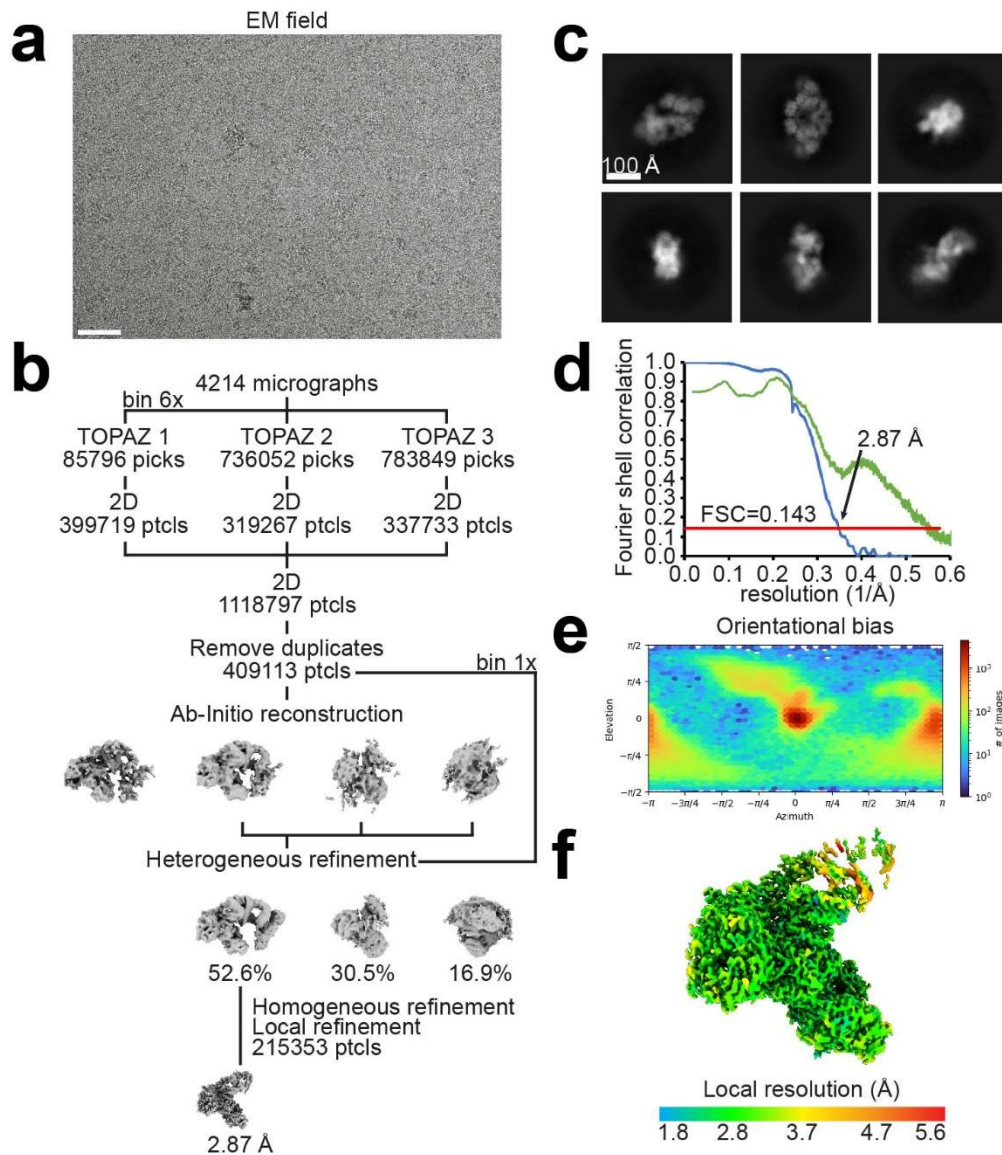 a
EM field
b
4214 micrographs
bin 6x
TOPAZ 1 TOPAZ 2 TOPAZ 3
85796 picks 736052 picks 783849 picks
2D 2D 2D
399719 ptcls 319267 ptcls 337733 ptcls
2D
1118797 ptcls
Remove duplicates
409113 ptcls
bin 1x
Ab-Initio reconstruction
Heterogeneous refinement
52.6% 30.5% 16.9%
Homogeneous refinement
Local refinement
215353 ptcls
2.87 Å
c
100 Å
d
Fourier shell correlation
1.0
0.9
0.8
0.7
0.6
0.5
0.4
0.3
0.2
0.1
0.0
2.87 Å
FSC=0.143
0.0 0.1 0.2 0.3 0.4 0.5 0.6
resolution (1/Å)
e
Orientational bias
Elevation
π/2
π/4
0
−π/4
−π/2
−π −3π/4 −π/2 −π/4 0 π/4 π/2 3π/4 π
Azimuth
10³
10²
10¹
10⁰
# of images
f
Local resolution (Å)
1.8 2.8 3.7 4.7 5.6